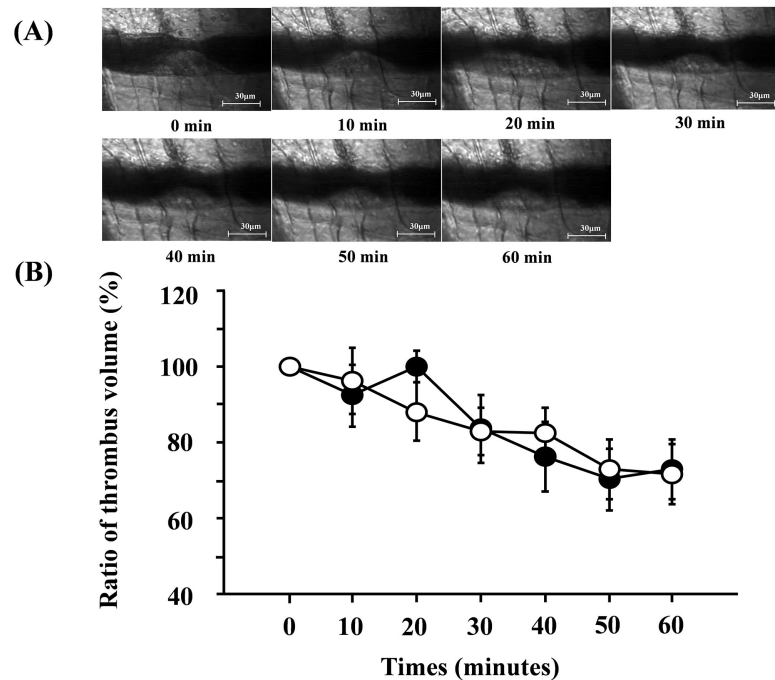 (A)
30μm 30μm 30μm 30μm
0 min 10 min 20 min 30 min
30μm 30μm 30μm
40 min 50 min 60 min
(B)
Ratio of thrombus volume (%)
120
100
80
60
40
0 10 20 30 40 50 60
Times (minutes)